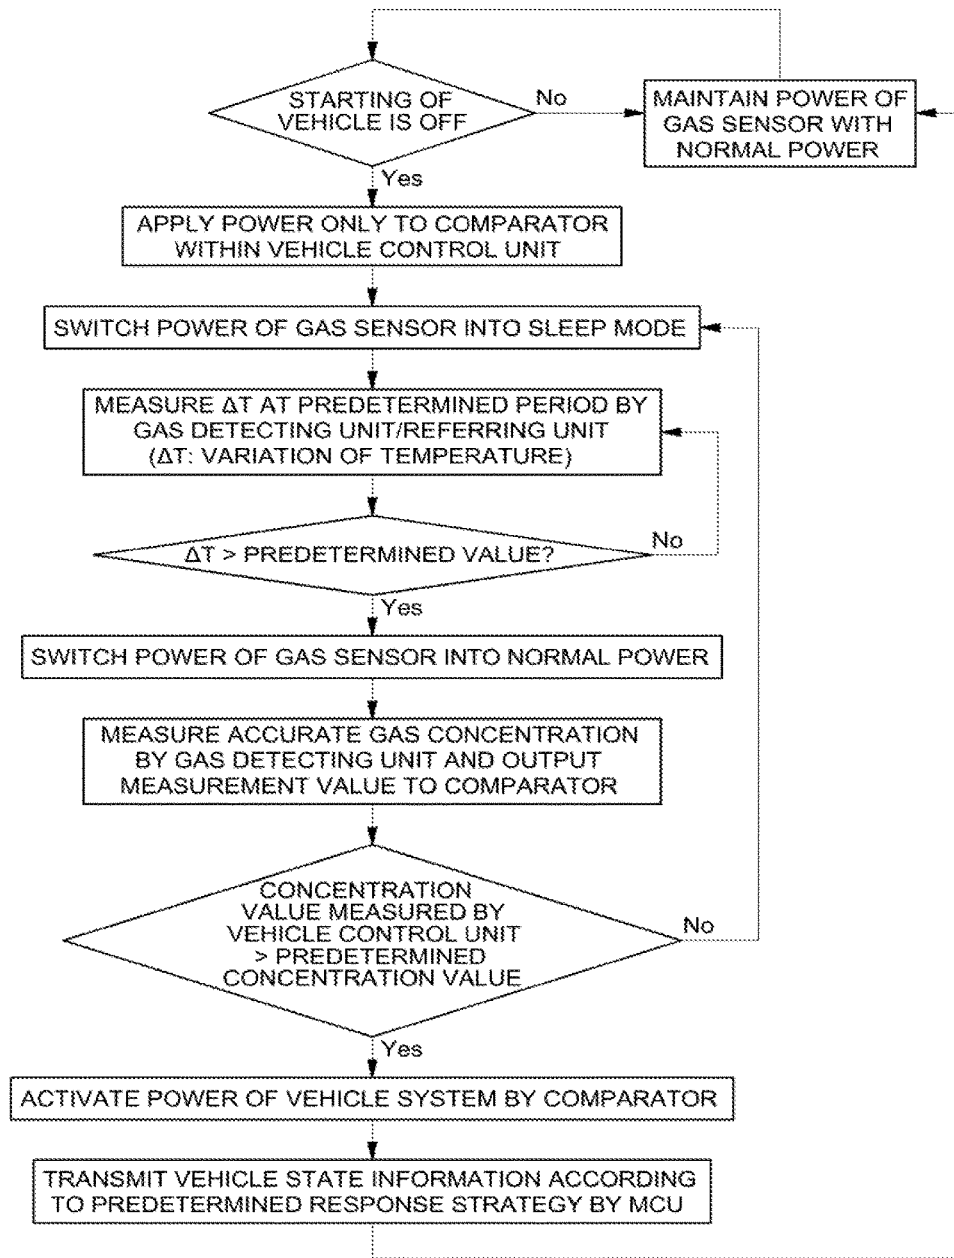 STARTING OF
VEHICLE IS OFF
No
MAINTAIN POWER OF
GAS SENSOR WITH
NORMAL POWER
Yes
APPLY POWER ONLY TO COMPARATOR
WITHIN VEHICLE CONTROL UNIT
SWITCH POWER OF GAS SENSOR INTO SLEEP MODE
MEASURE ΔT AT PREDETERMINED PERIOD BY
GAS DETECTING UNIT/REFERRING UNIT
(ΔT: VARIATION OF TEMPERATURE)
ΔT > PREDETERMINED VALUE?
No
Yes
SWITCH POWER OF GAS SENSOR INTO NORMAL POWER
MEASURE ACCURATE GAS CONCENTRATION
BY GAS DETECTING UNIT AND OUTPUT
MEASUREMENT VALUE TO COMPARATOR
CONCENTRATION
VALUE MEASURED BY
VEHICLE CONTROL UNIT
> PREDETERMINED
CONCENTRATION VALUE
No
Yes
ACTIVATE POWER OF VEHICLE SYSTEM BY COMPARATOR
TRANSMIT VEHICLE STATE INFORMATION ACCORDING
TO PREDETERMINED RESPONSE STRATEGY BY MCU